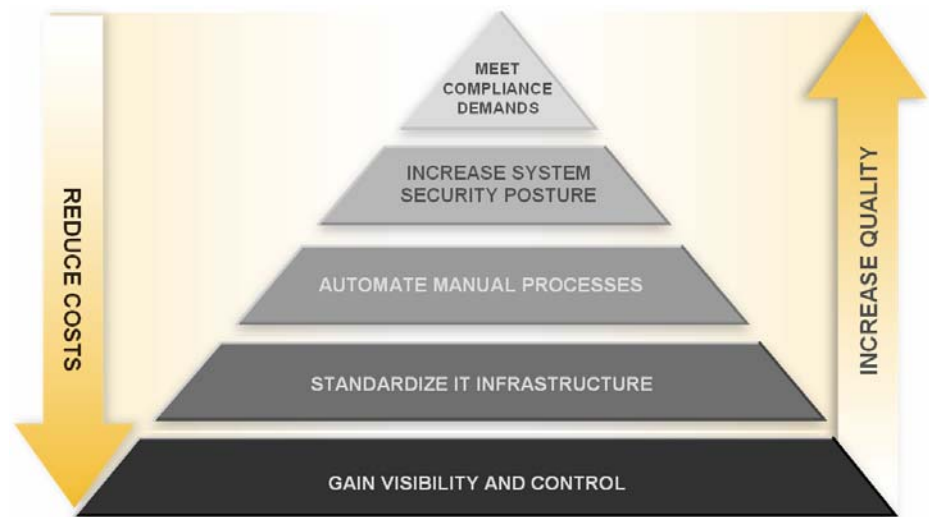 MEET
COMPLIANCE
DEMANDS
INCREASE SYSTEM
SECURITY POSTURE
AUTOMATE MANUAL PROCESSES
STANDARDIZE IT INFRASTRUCTURE
GAIN VISIBILITY AND CONTROL
REDUCE COSTS
INCREASE QUALITY